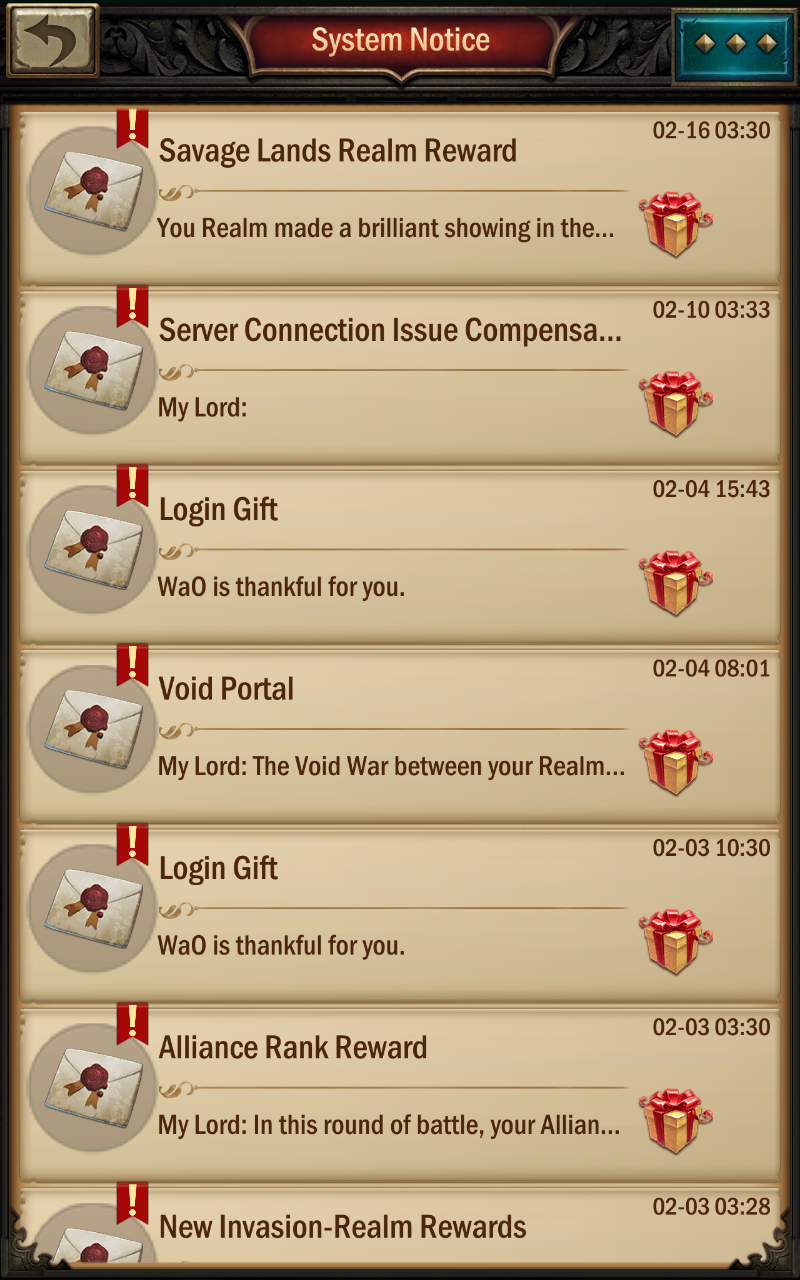 System Notice
02-16 03:30
Savage Lands Realm Reward
You Realm made a brilliant showing in the...
02-10 03:33
Server Connection Issue Compensa...
My Lord:
02-04 15:43
Login Gift
WaO is thankful for you.
02-04 08:01
Void Portal
My Lord: The Void War between your Realm...
02-03 10:30
Login Gift
WaO is thankful for you.
02-03 03:30
Alliance Rank Reward
My Lord: In this round of battle, your Allian...
02-03 03:28
New Invasion-Realm Rewards